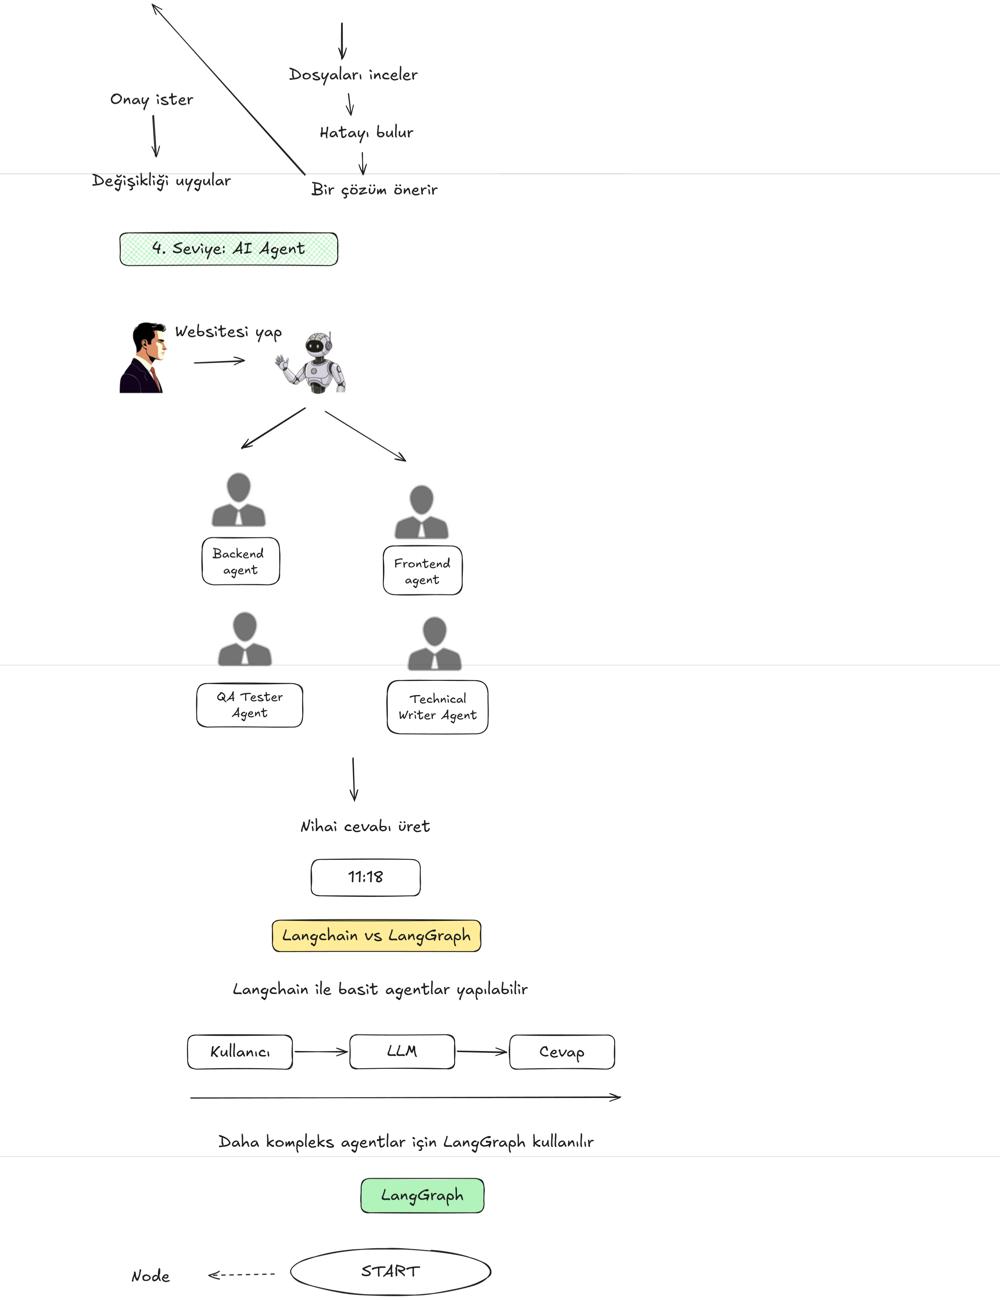 Dosyaları inceler
Onay ister
Hatayı bulur
Değişikliği uygular
Bir çözüm önerir
4. Seviye: AI Agent
Websitesi yap
Backend
agent
Frontend
agent
QA Tester
Agent
Technical
Writer Agent
Nihai cevabı üret
11:18
Langchain vs LangGraph
Langchain ile basit agentlar yapılabilir
Kullanıcı
LLM
Cevap
Daha kompleks agentlar için LangGraph kullanılır
LangGraph
START
Node